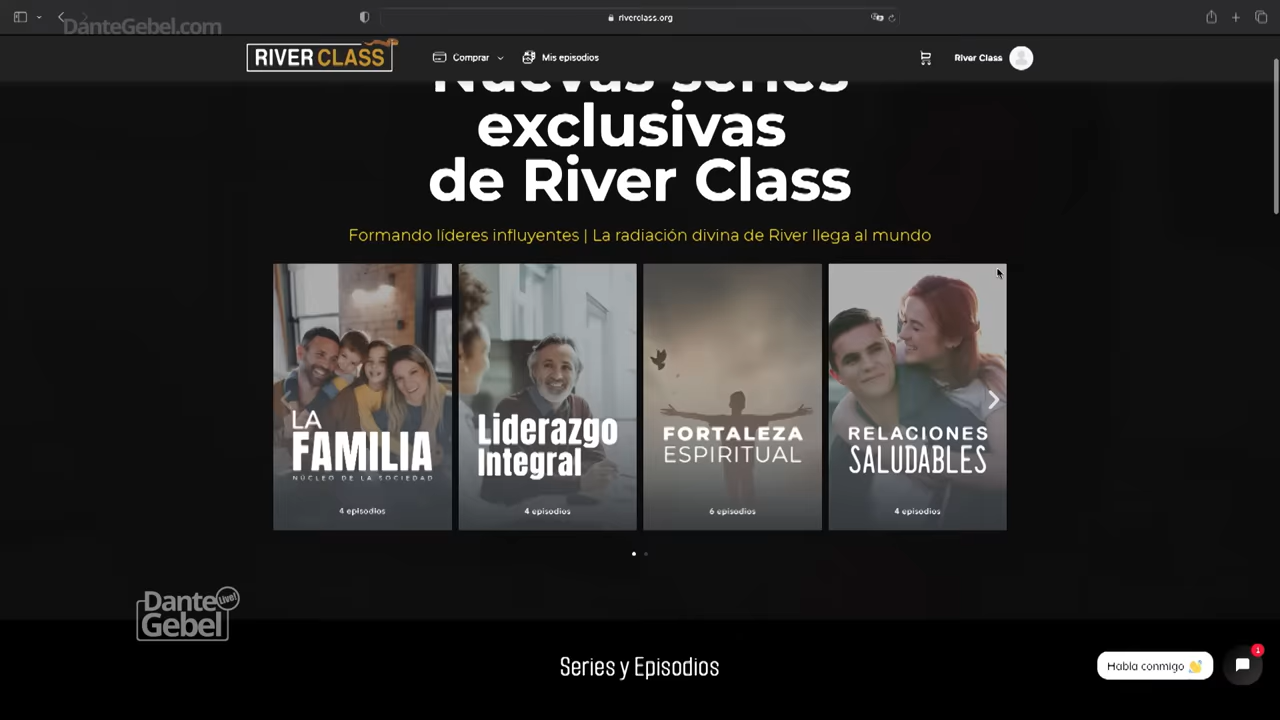 riverclass.org
DanteGebel.com
RIVER CLASS
Comprar
Mis episodios
River Class
Nuevas series
exclusivas
de River Class
Formando líderes influyentes | La radiación divina de River llega al mundo
LA
FAMILIA
NÚCLEO DE LA SOCIEDAD
4 episodios
Liderazgo
Integral
4 episodios
FORTALEZA
ESPIRITUAL
6 episodios
RELACIONES
SALUDABLES
4 episodios
Dante Live!
Gebel
Series y Episodios
Habla conmigo 👋
1